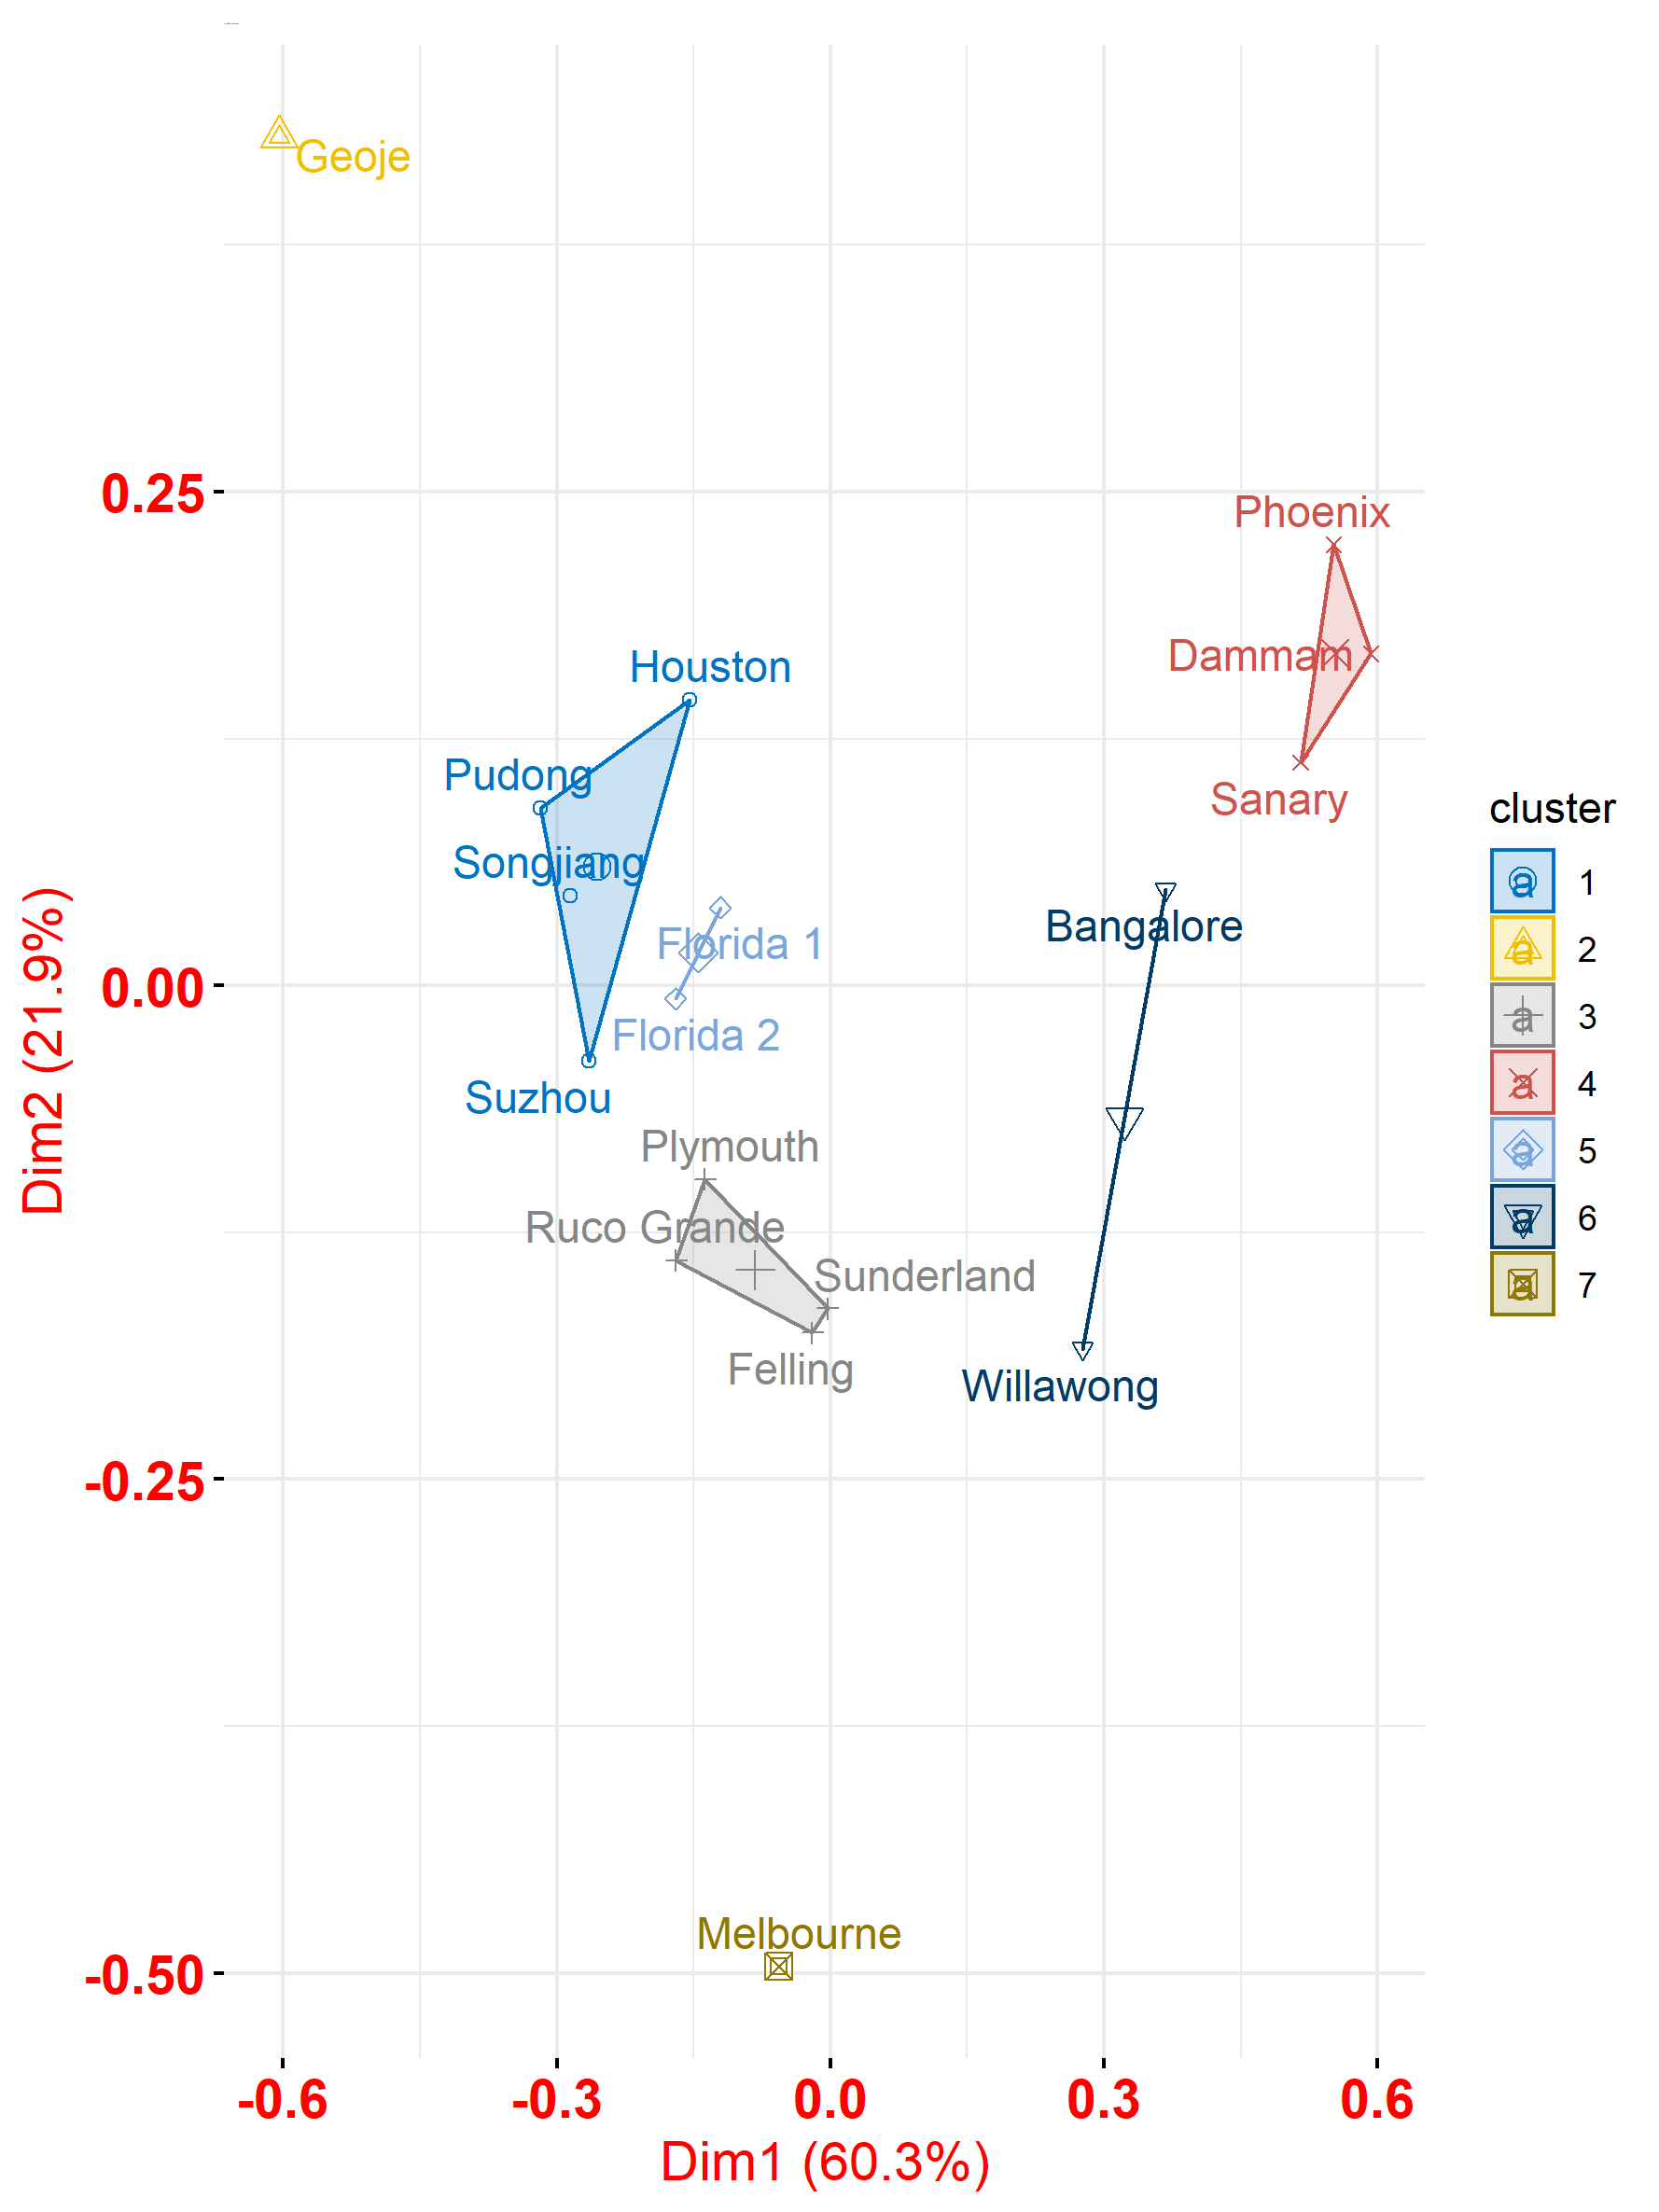 Geoje
0.25
Phoenix
Houston
Dammam
Pudong
Sanary
cluster
Songjiang
a 1
Bangalore
Florida 1
a 2
0.00
Florida 2
a 3
Suzhou
a 4
Plymouth
a 5
Ruco Grande
a 6
Sunderland
a 7
Felling
Willawong
-0.25
Melbourne
-0.50
-0.6 -0.3 0.0 0.3 0.6
Dim1 (60.3%)
Dim2 (21.9%)